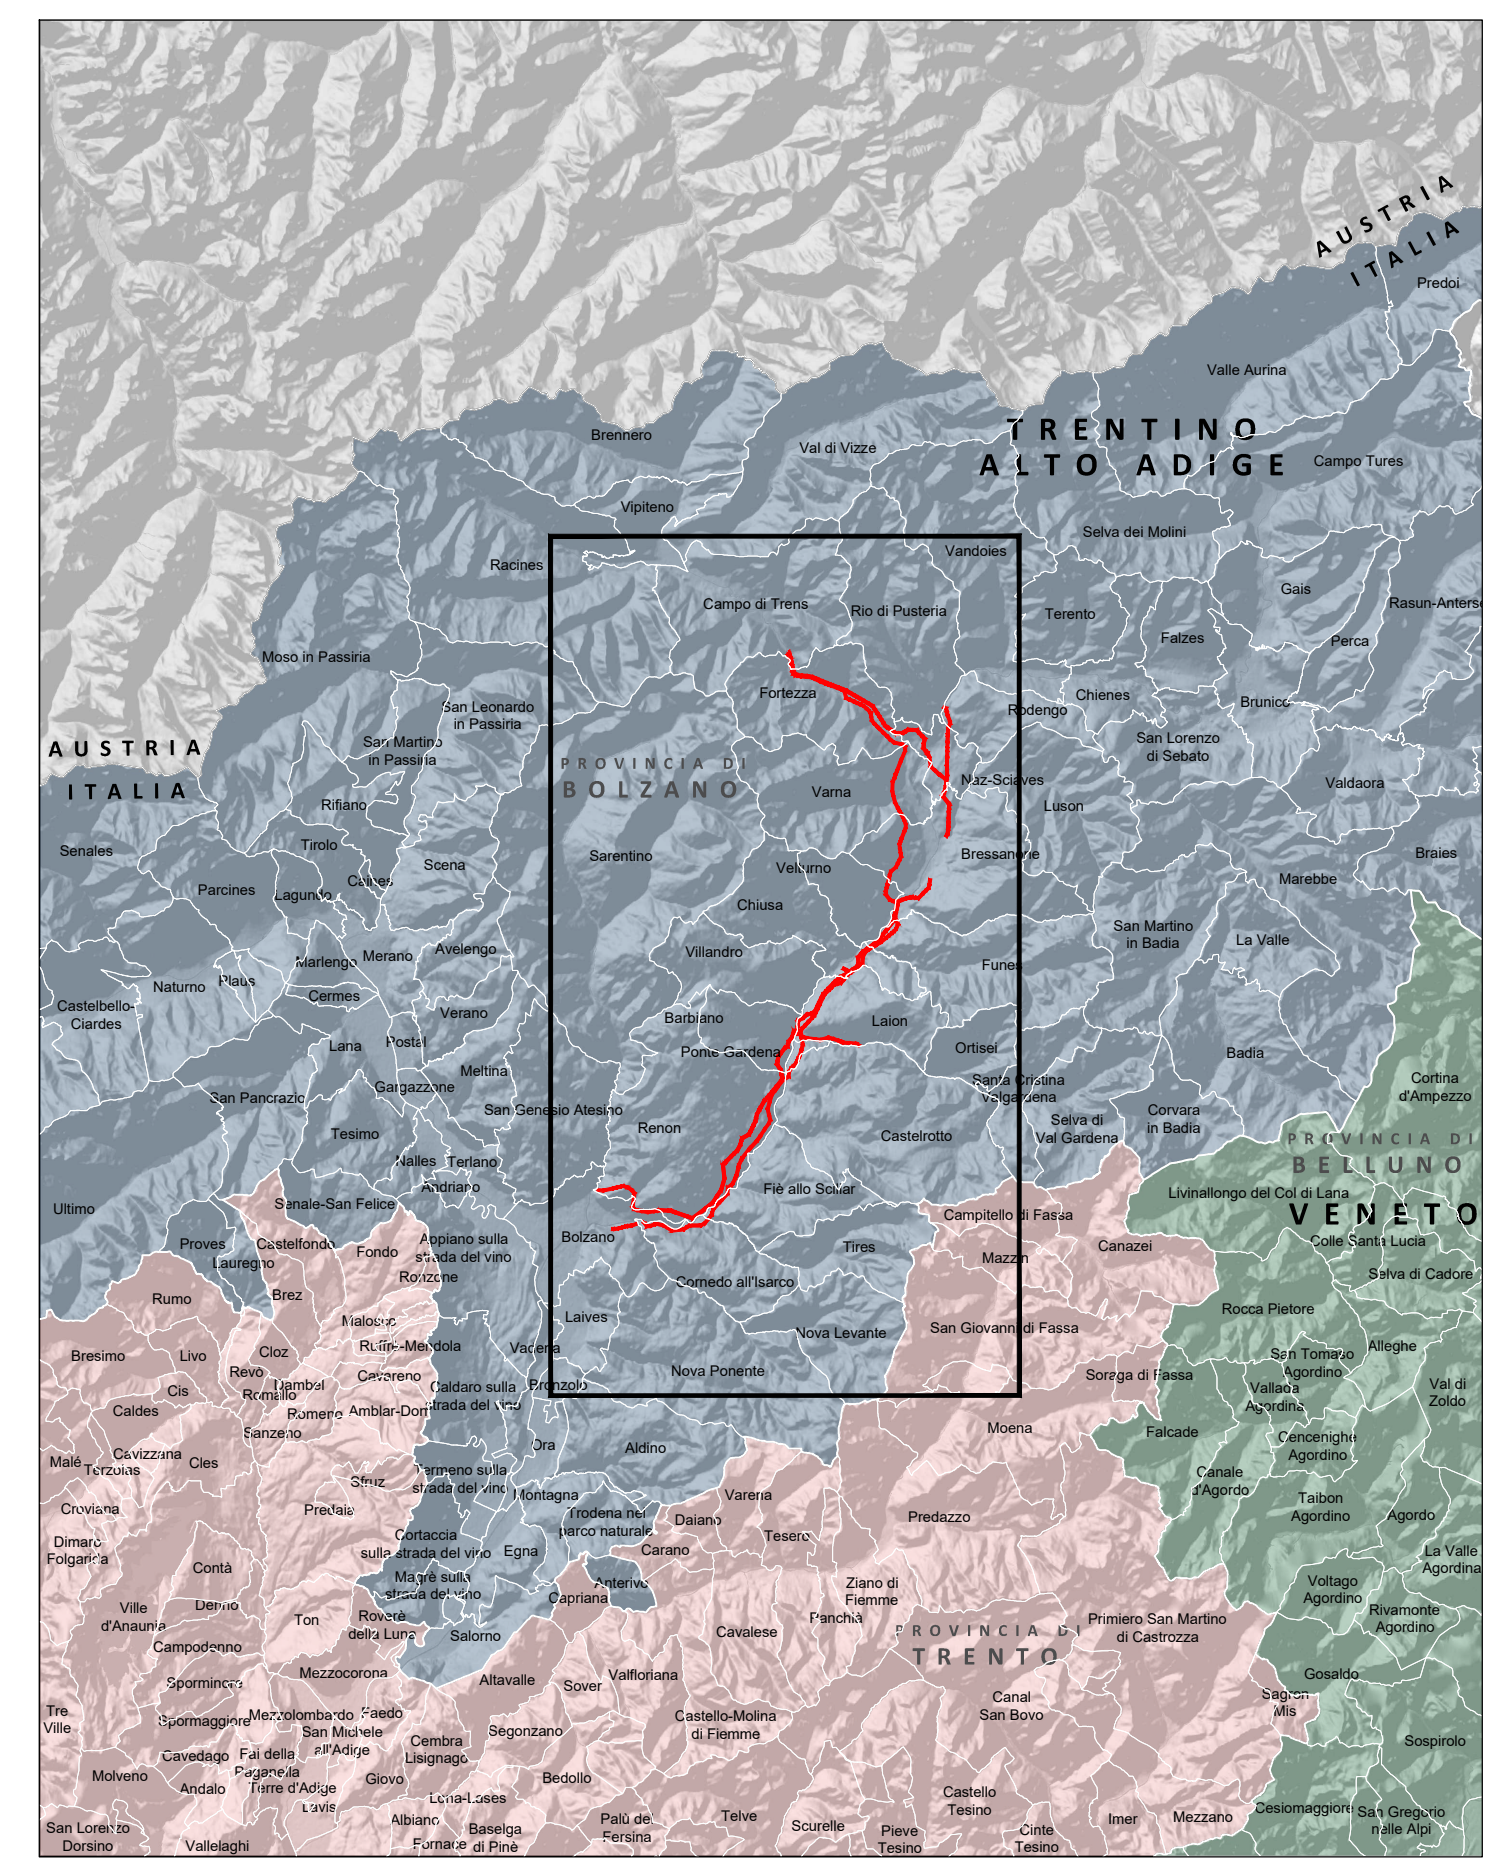 AUSTRIA
ITALIA
Predoi
Valle Aurina
TRENTINO
ALTO ADIGE
Brennero
Val di Vizze
Campo Tures
Vipiteno
Selva dei Molini
Racines
Vandoies
Gais
Campo di Trens
Rio di Pusteria
Terento
Rasun-Anterse
Falzes
Perca
Moso in Passiria
Fortezza
Chienes
Brunico
San Leonardo
in Passiria
Rodengo
San Martino
in Passiria
San Lorenzo
di Sebato
AUSTRIA
ITALIA
PROVINCIA DI
BOLZANO
Naz-Sciaves
Valdaora
Varna
Rifiano
Luson
Senales
Tirolo
Scena
Sarentino
Velturno
Bressanone
Braies
Parcines
Lagundo
Caines
Marebbe
Chiusa
San Martino
in Badia
La Valle
Marlengo
Merano
Avelengo
Villandro
Funes
Naturno
Plaus
Cermes
Castelbello-
Ciardes
Verano
Barbiano
Laion
Lana
Postal
Ponte Gardena
Ortisei
Badia
Meltina
Gargazzone
Santa Cristina
Valgardena
Cortina
d'Ampezzo
San Pancrazio
San Genesio Atesino
Tesimo
Renon
Castelrotto
Selva di
Val Gardena
Corvara
in Badia
PROVINCIA DI
BELLUNO
Nalles
Terlano
Andriano
Fiè allo Sciliar
Livinallongo del Col di Lana
VENETO
Ultimo
Senale-San Felice
Campitello di Fassa
Proves
Castelfondo
Fondo
Appiano sulla
strada del vino
Bolzano
Tires
Mazzin
Canazei
Colle Santa Lucia
Lauregno
Ronzone
Cornedo all'Isarco
Selva di Cadore
Rumo
Brez
Malosco
Laives
Nova Levante
San Giovanni di Fassa
Rocca Pietore
Bresimo
Livo
Cloz
Ruffrè-Mendola
Vadena
Alleghe
San Tomaso
Agordino
Revò
Cavareno
Nova Ponente
Soraga di Fassa
Cis
Dambel
Romallo
Caldaro sulla
strada del vino
Bronzolo
Vallada
Agordina
Val di
Zoldo
Caldes
Romeno
Amblar-Don
Sanzeno
Moena
Falcade
Cencenighe
Agordino
Malé
Terzolas
Cavizzana
Cles
Ora
Aldino
Sfruz
Termeno sulla
strada del vino
Canale
d'Agordo
Croviana
Predaia
Montagna
Varena
Taibon
Agordino
Agordo
Trodena nel
parco naturale
Daiano
Tesero
Predazzo
Dimaro
Folgarida
Cortaccia
sulla strada del vino
Egna
Carano
La Valle
Agordina
Contà
Magrè sulla
strada del vino
Anterivo
Capriana
Ziano di
Fiemme
Voltago
Agordino
Ville
d'Anaunia
Denno
Ton
Roverè
della Luna
Panchià
Primiero San Martino
di Castrozza
Rivamonte
Agordino
Campodenno
Salorno
Cavalese
PROVINCIA DI
TRENTO
Sporminore
Mezzocorona
Altavalle
Sover
Valfloriana
Gosaldo
Tre
Ville
Spormaggiore
Mezzolombardo
Faedo
San Michele
all'Adige
Segonzano
Castello-Molina
di Fiemme
Canal
San Bovo
Sagron
Mis
Cavedago
Fai della
Paganella
Cembra
Lisignago
Sospirolo
Molveno
Andalo
Terre d'Adige
Giovo
Bedollo
Lavis
Lona-Lases
Castello
Tesino
San Lorenzo
Dorsino
Vallelaghi
Albiano
Fornace
Baselga
di Pinè
Palù del
Fersina
Telve
Scurelle
Pieve
Tesino
Cinte
Tesino
Imer
Mezzano
Cesiomaggiore
San Gregorio
nelle Alpi